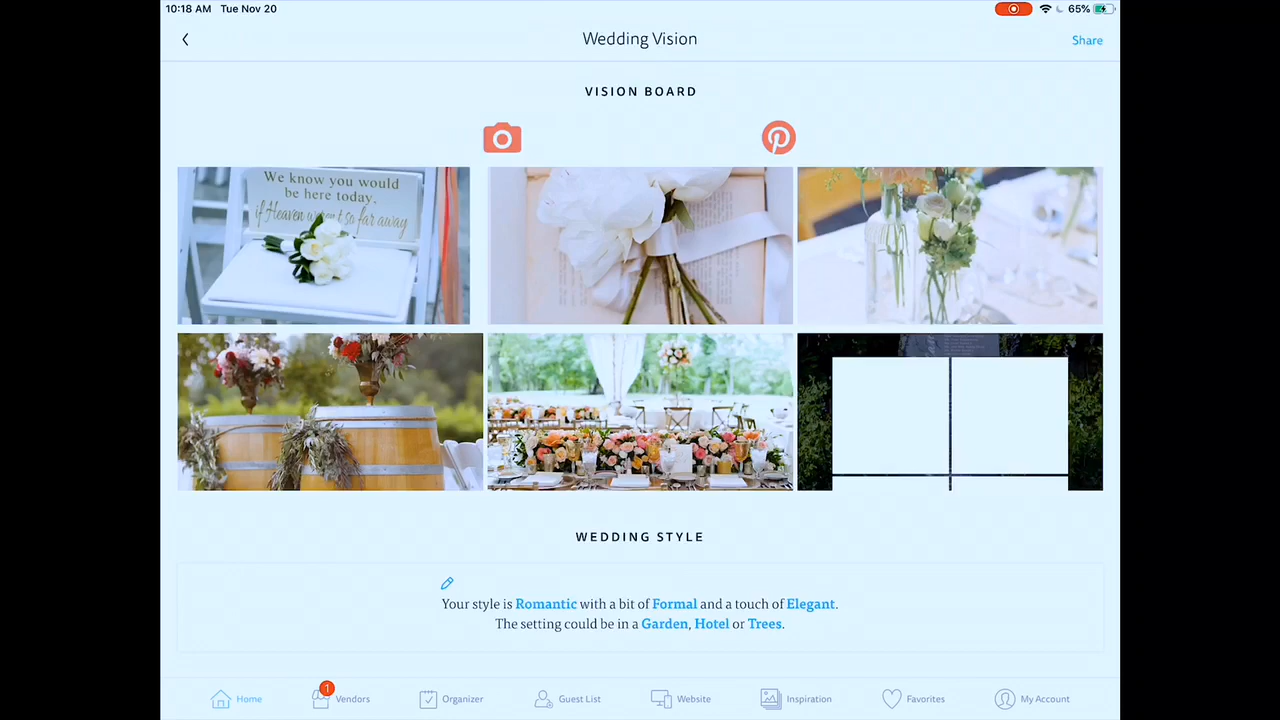 10:18 AM Tue Nov 20
65%
Wedding Vision
Share
VISION BOARD
We know you would
be here today,
if Heaven weren't so far away
WEDDING STYLE
Your style is Romantic with a bit of Formal and a touch of Elegant.
The setting could be in a Garden, Hotel or Trees.
Home
1
Vendors
Organizer
Guest List
Website
Inspiration
Favorites
My Account